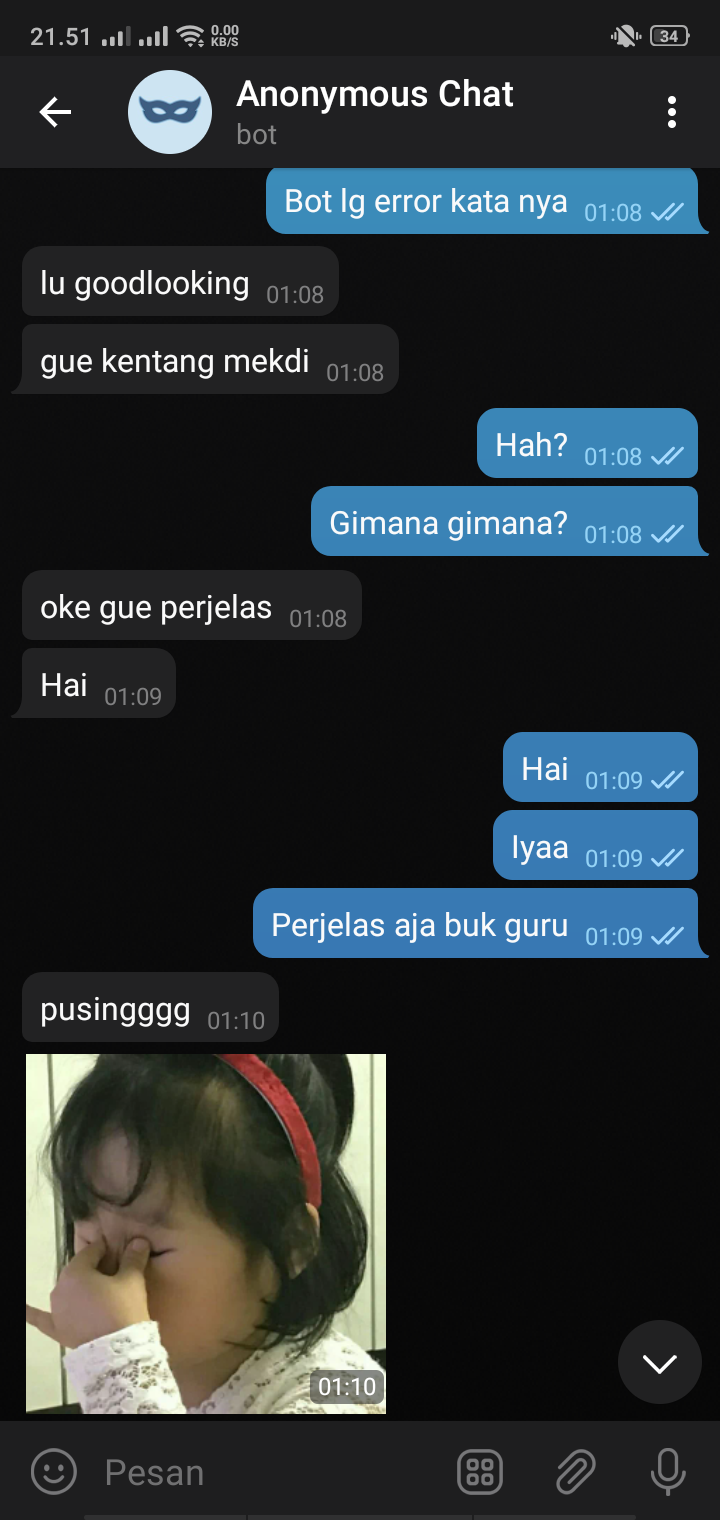 21.51
0.00
KB/S
34
Anonymous Chat
bot
Bot lg error kata nya 01:08
lu goodlooking 01:08
gue kentang mekdi 01:08
Hah? 01:08
Gimana gimana? 01:08
oke gue perjelas 01:08
Hai 01:09
Hai 01:09
Iyaa 01:09
Perjelas aja buk guru 01:09
pusingggg 01:10
01:10
Pesan